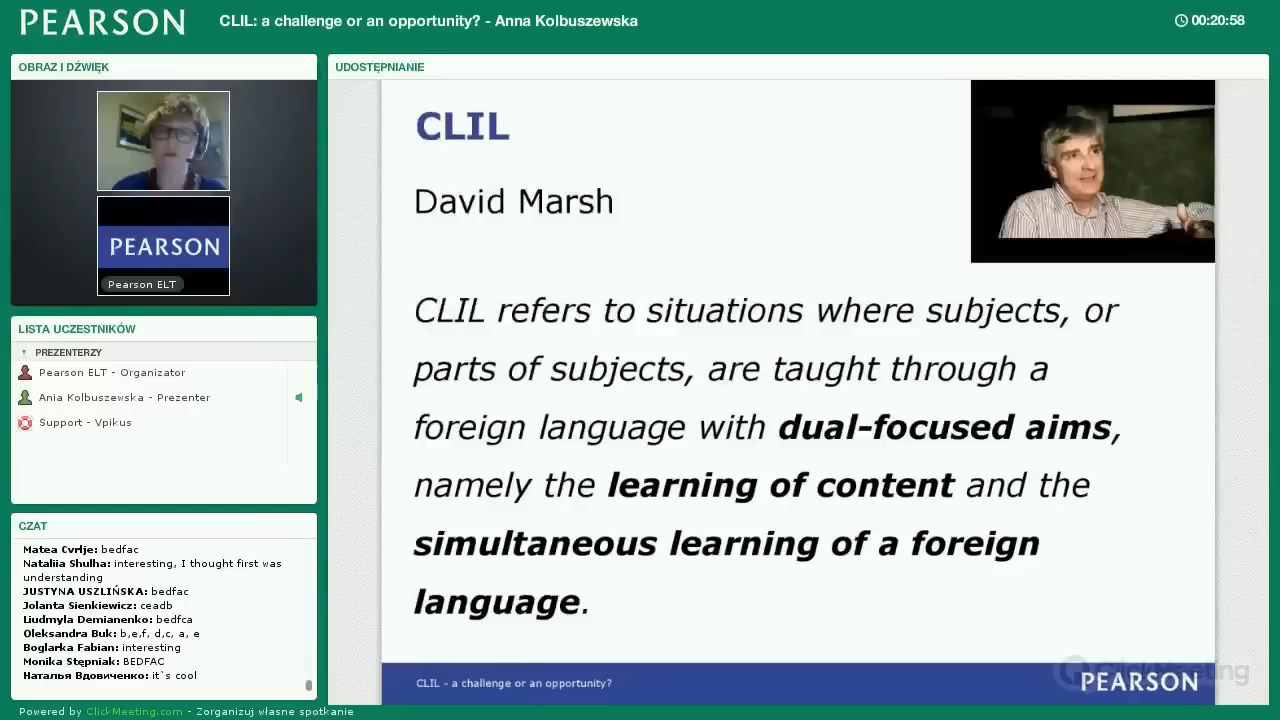 PEARSON
CLIL: a challenge or an opportunity? - Anna Kolbuszewska
00:20:58
OBRAZ I DŹWIĘK
PEARSON
Pearson ELT
LISTA UCZESTNIKÓW
PREZENTERZY
Pearson ELT - Organizator
Ania Kolbuszewska - Prezenter
Support - Vpikus
CZAT
Matea Cvrlje: bedfac
Nataliia Shulha: interesting, I thought first was
understanding
JUSTYNA USZLIŃSKA: bedfac
Jolanta Sienkiewicz: ceadb
Liudmyla Demianenko: bedfca
Oleksandra Buk: b,e,f, d,c, a, e
Boglarka Fabian: interesting
Monika Stępniak: BEDFAC
Наталья Вдовиченко: it`s cool
UDOSTĘPNIANIE
CLIL
David Marsh
CLIL refers to situations where subjects, or
parts of subjects, are taught through a
foreign language with dual-focused aims,
namely the learning of content and the
simultaneous learning of a foreign
language.
CLIL - a challenge or an opportunity?
ClickMeeting
PEARSON
Powered by ClickMeeting.com - Zorganizuj własne spotkanie